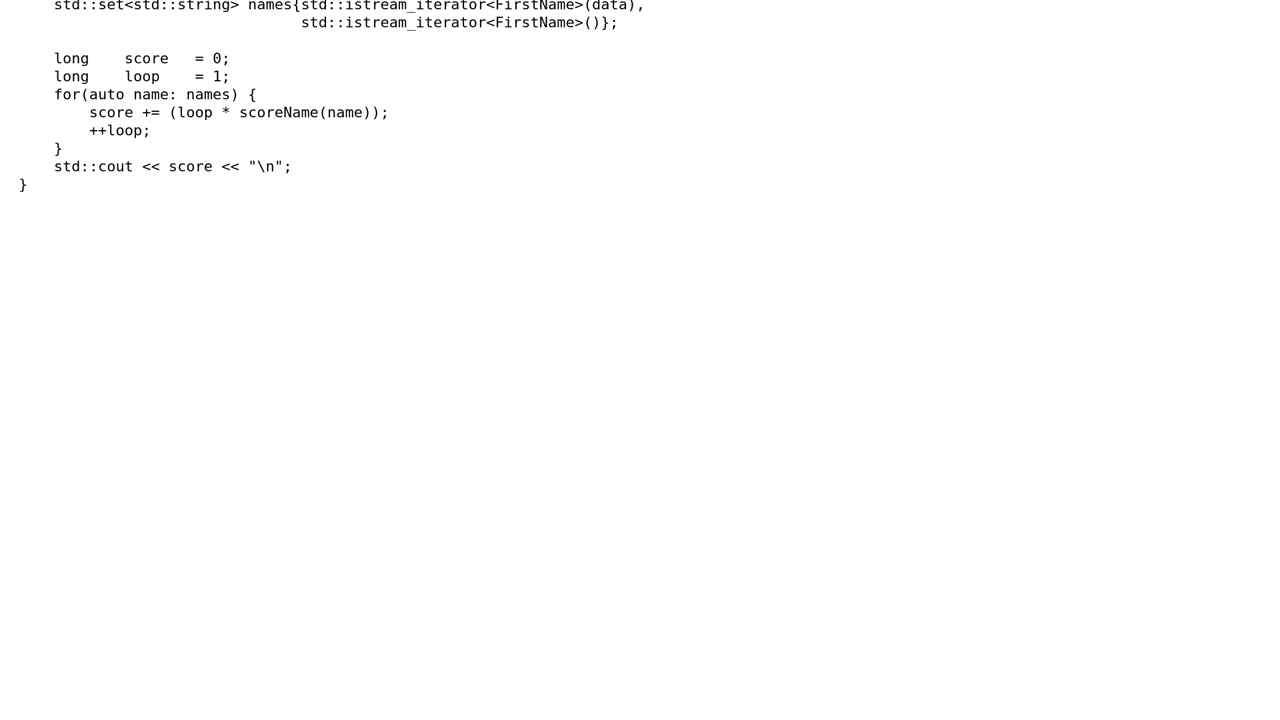 std::set<std::string> names{std::istream_iterator<FirstName>(data),
                                std::istream_iterator<FirstName>()};

    long    score   = 0;
    long    loop    = 1;
    for(auto name: names) {
        score += (loop * scoreName(name));
        ++loop;
    }
    std::cout << score << "\n";
}